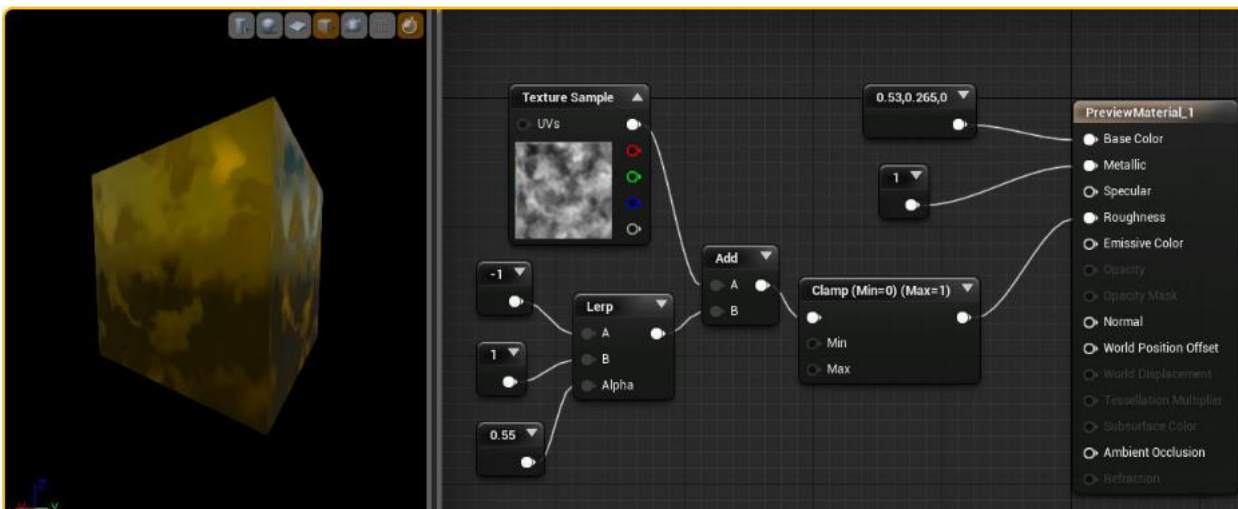 Texture Sample
UVs
0.53,0.265,0
PreviewMaterial_1
Base Color
1
Metallic
Specular
Roughness
Emissive Color
Opacity
Opacity Mask
Normal
World Position Offset
World Displacement
Tessellation Multiplier
Subsurface Color
Ambient Occlusion
Refraction
Add
A
B
-1
Lerp
A
B
Alpha
1
0.55
Clamp (Min=0) (Max=1)
Min
Max
Z
Y